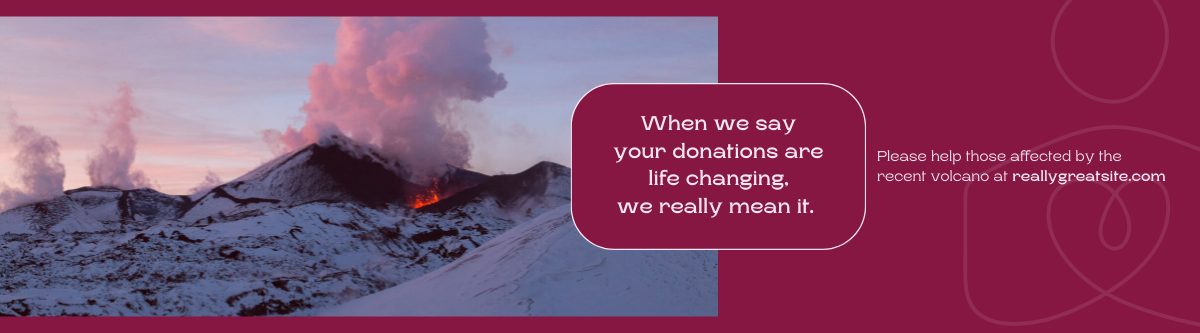 When we say
your donations are
life changing,
we really mean it.
Please help those affected by the
recent volcano at reallygreatsite.com